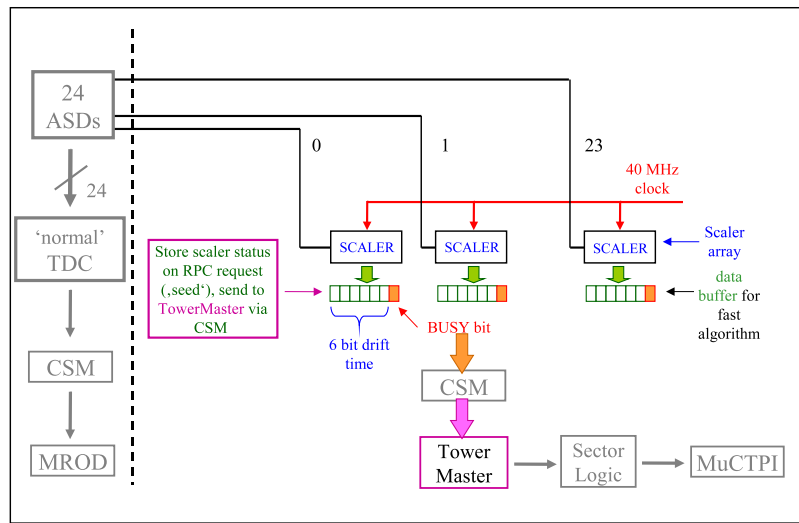 24
ASDs
24
'normal'
TDC
CSM
MROD
0
1
23
40 MHz
clock
SCALER
SCALER
SCALER
Scaler
array
Store scaler status
on RPC request
(‚seed‘), send to
TowerMaster via
CSM
data
buffer for
fast
algorithm
BUSY bit
6 bit drift
time
CSM
Tower
Master
Sector
Logic
MuCTPI